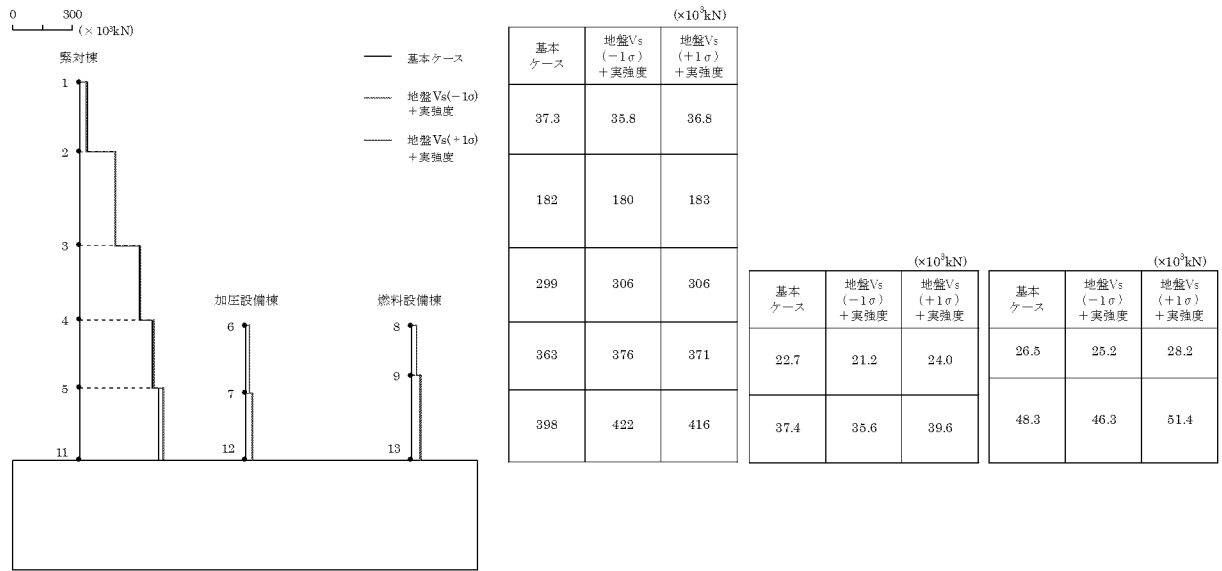 0 300
(×10³kN)
緊対棟
1
2
3
4
5
11
基本ケース
地盤Vs(−1σ)
＋実強度
地盤Vs(+1σ)
＋実強度
加圧設備棟
6
7
12
燃料設備棟
8
9
13
(×10³kN)
基本
ケース
地盤Vs
(−1σ)
＋実強度
地盤Vs
(+1σ)
＋実強度
37.3 35.8 36.8
182 180 183
299 306 306
363 376 371
398 422 416
(×10³kN)
基本
ケース
地盤Vs
(−1σ)
＋実強度
地盤Vs
(+1σ)
＋実強度
22.7 21.2 24.0
37.4 35.6 39.6
(×10³kN)
基本
ケース
地盤Vs
(−1σ)
＋実強度
地盤Vs
(+1σ)
＋実強度
26.5 25.2 28.2
48.3 46.3 51.4